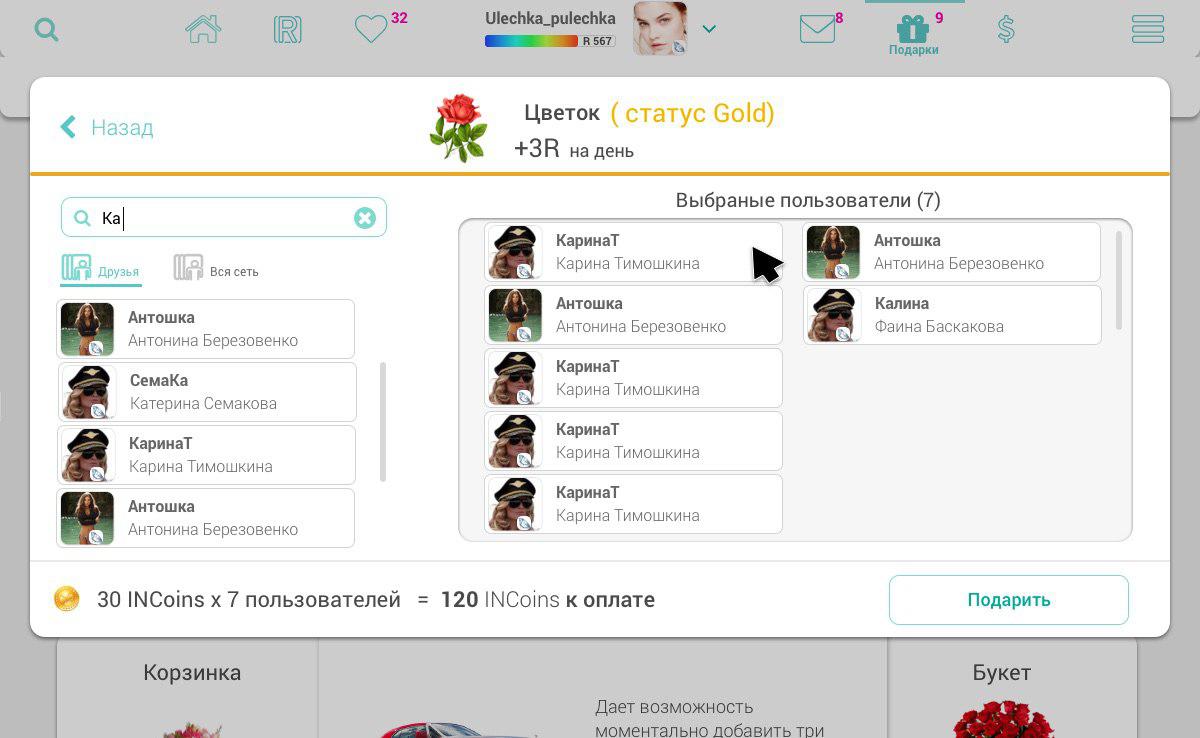 32
Ulechka_pulechka
R 567
8
9
Подарки
Назад
Цветок ( статус Gold)
+3R на день
Ка
Друзья
Вся сеть
Антошка
Антонина Березовенко
СемаКа
Катерина Семакова
КаринаТ
Карина Тимошкина
Антошка
Антонина Березовенко
Выбраные пользователи (7)
КаринаТ
Карина Тимошкина
Антошка
Антонина Березовенко
Антошка
Антонина Березовенко
Калина
Фаина Баскакова
КаринаТ
Карина Тимошкина
КаринаТ
Карина Тимошкина
КаринаТ
Карина Тимошкина
30 INCoins x 7 пользователей = 120 INCoins к оплате
Подарить
Корзинка
Дает возможность
моментально добавить три
Букет